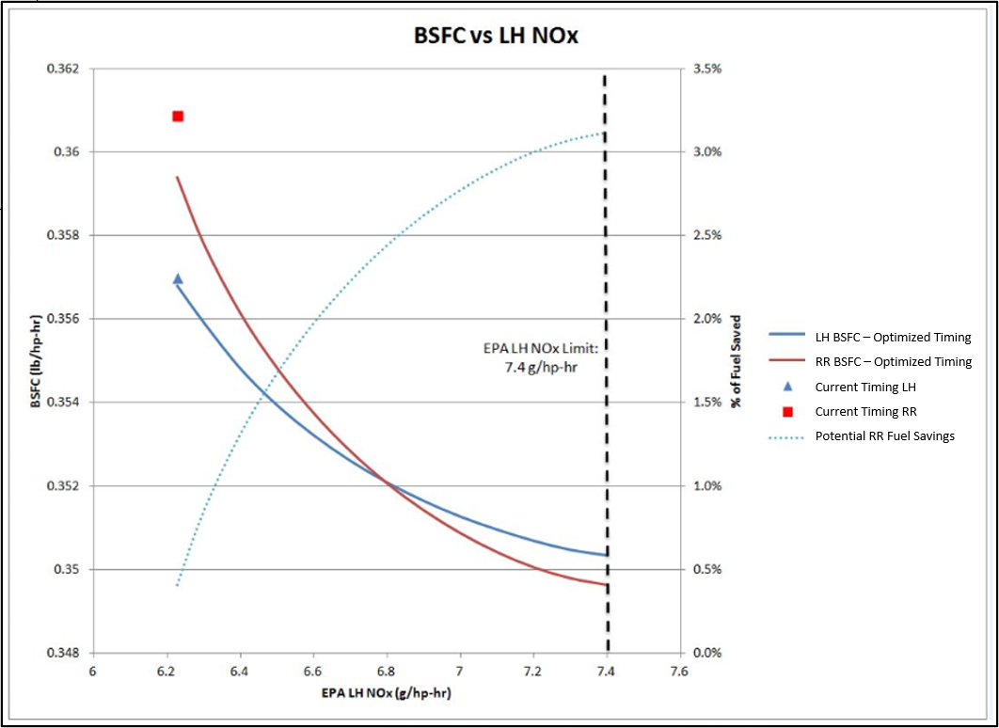 BSFC vs LH NOx
0.362
0.36
0.358
0.356
0.354
0.352
0.35
0.348
BSFC (lb/hp-hr)
3.5%
3.0%
2.5%
2.0%
1.5%
1.0%
0.5%
0.0%
% of Fuel Saved
EPA LH NOx Limit:
7.4 g/hp-hr
6 6.2 6.4 6.6 6.8 7 7.2 7.4 7.6
EPA LH NOx (g/hp-hr)
LH BSFC – Optimized Timing
RR BSFC – Optimized Timing
Current Timing LH
Current Timing RR
Potential RR Fuel Savings